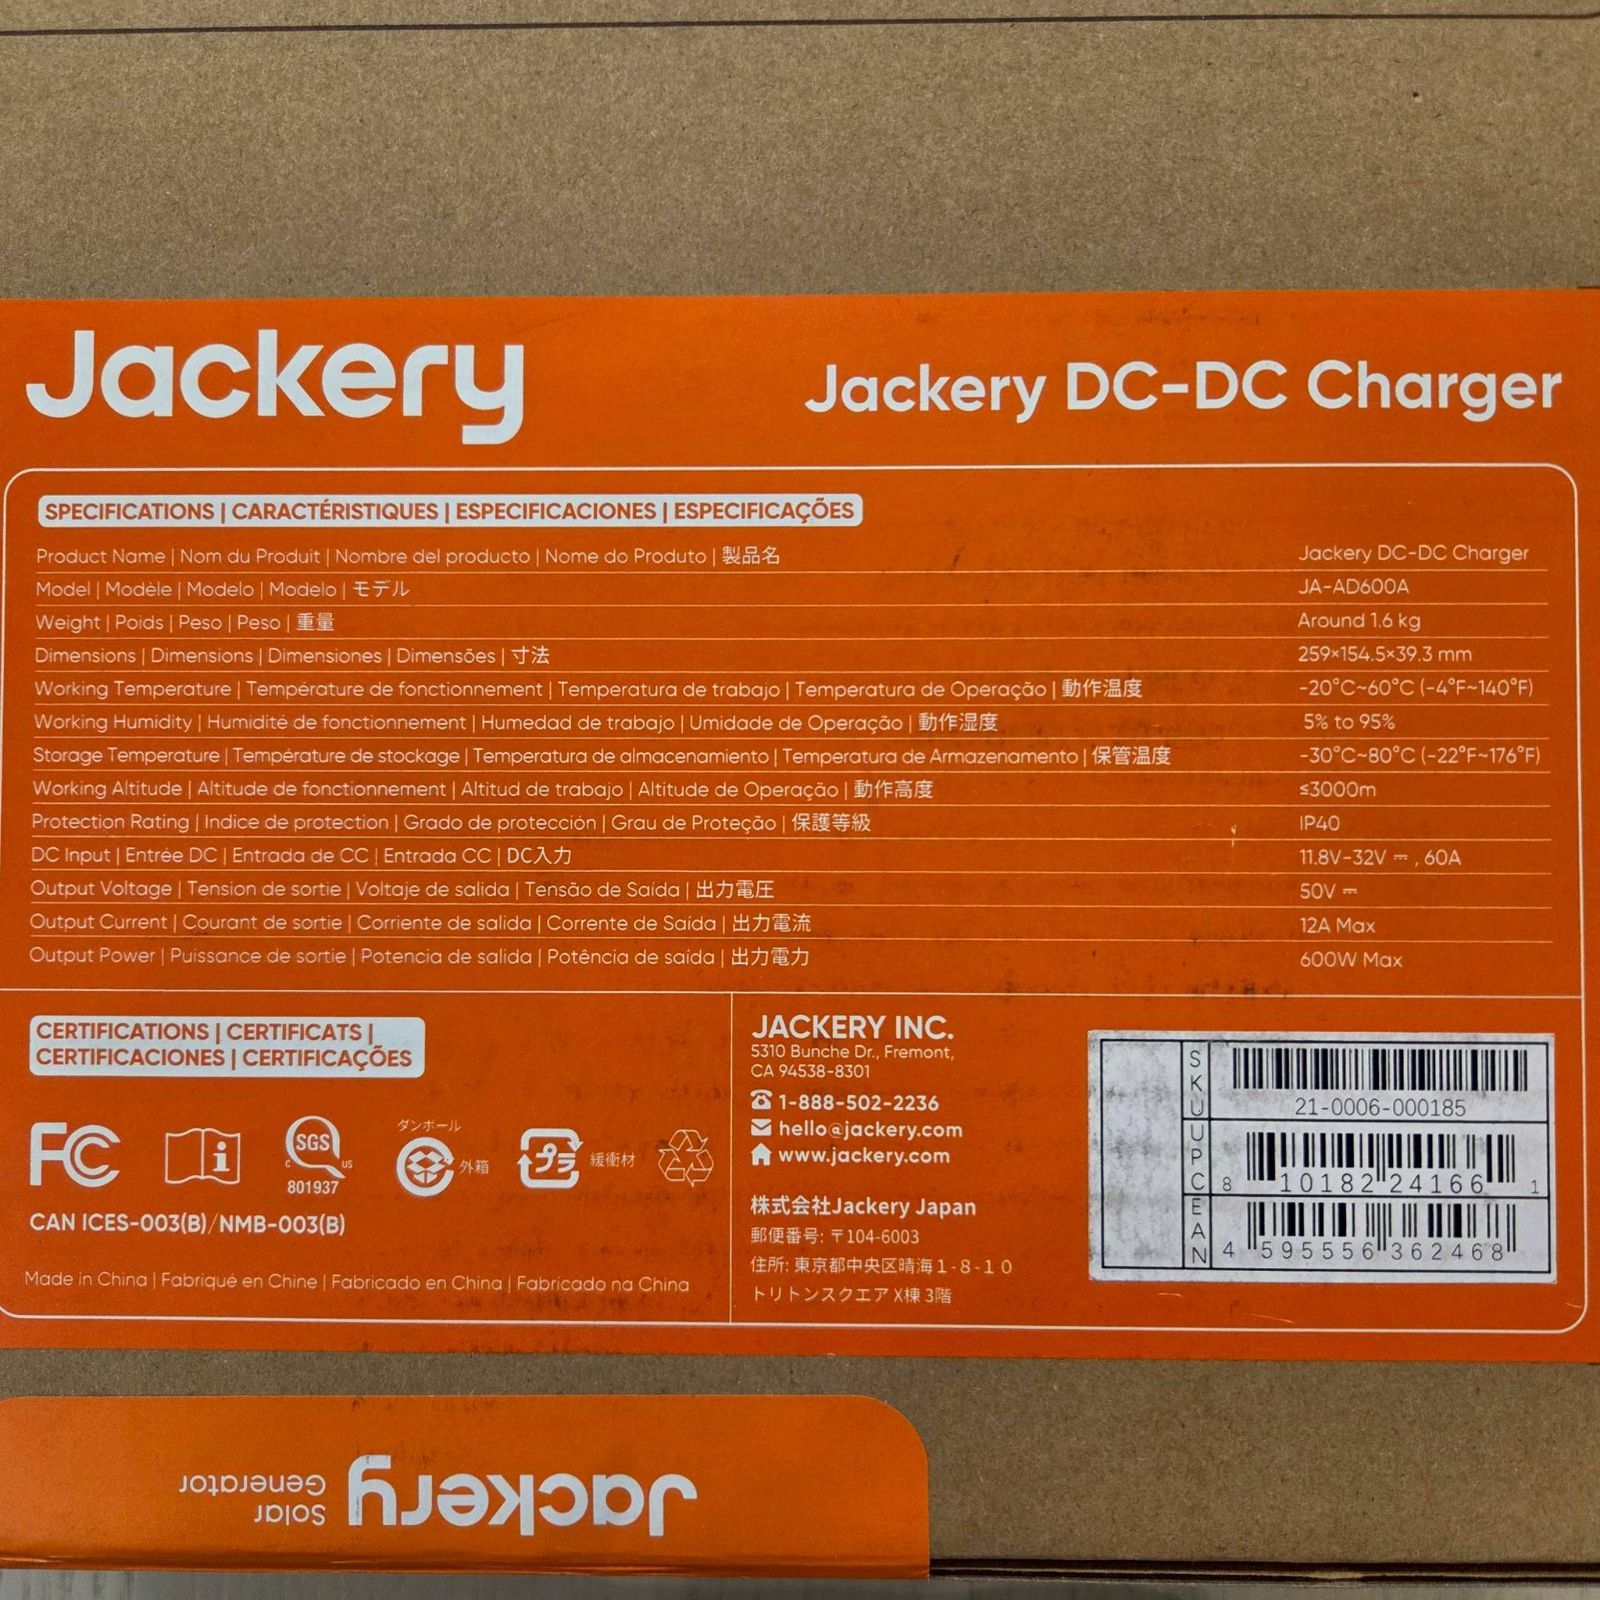 Jackery
Jackery DC-DC Charger
SPECIFICATIONS | CARACTÉRISTIQUES | ESPECIFICACIONES | ESPECIFICAÇÕES
Product Name | Nom du Produit | Nombre del producto | Nome do Produto | 製品名 Jackery DC-DC Charger
Model | Modèle | Modelo | Modelo | モデル JA-AD600A
Weight | Poids | Peso | Peso | 重量 Around 1.6 kg
Dimensions | Dimensions | Dimensiones | Dimensões | 寸法 259×154.5×39.3 mm
Working Temperature | Température de fonctionnement | Temperatura de trabajo | Temperatura de Operação | 動作温度 -20°C~60°C (-4°F~140°F)
Working Humidity | Humidité de fonctionnement | Humedad de trabajo | Umidade de Operação | 動作湿度 5% to 95%
Storage Temperature | Température de stockage | Temperatura de almacenamiento | Temperatura de Armazenamento | 保管温度 -30°C~80°C (-22°F~176°F)
Working Altitude | Altitude de fonctionnement | Altitud de trabajo | Altitude de Operação | 動作高度 ≤3000m
Protection Rating | Indice de protection | Grado de protección | Grau de Proteção | 保護等級 IP40
DC Input | Entrée DC | Entrada de CC | Entrada CC | DC入力 11.8V-32V ⎓ , 60A
Output Voltage | Tension de sortie | Voltaje de salida | Tensão de Saída | 出力電圧 50V ⎓
Output Current | Courant de sortie | Corriente de salida | Corrente de Saída | 出力電流 12A Max
Output Power | Puissance de sortie | Potencia de salida | Potência de saída | 出力電力 600W Max
CERTIFICATIONS | CERTIFICATS |
CERTIFICACIONES | CERTIFICAÇÕES
FC
SGS
C US
801937
ダンボール
外箱
プラ
緩衝材
CAN ICES-003(B)/NMB-003(B)
Made in China | Fabriqué en Chine | Fabricado en China | Fabricado na China
JACKERY INC.
5310 Bunche Dr., Fremont,
CA 94538-8301
1-888-502-2236
hello@jackery.com
www.jackery.com
株式会社Jackery Japan
郵便番号: 〒104-6003
住所: 東京都中央区晴海1-8-10
トリトンスクエア X棟 3階
SKU 21-0006-000185
UPC 8 10182 24166 1
EAN 4 595556 362468
Jackery
Solar
Generator